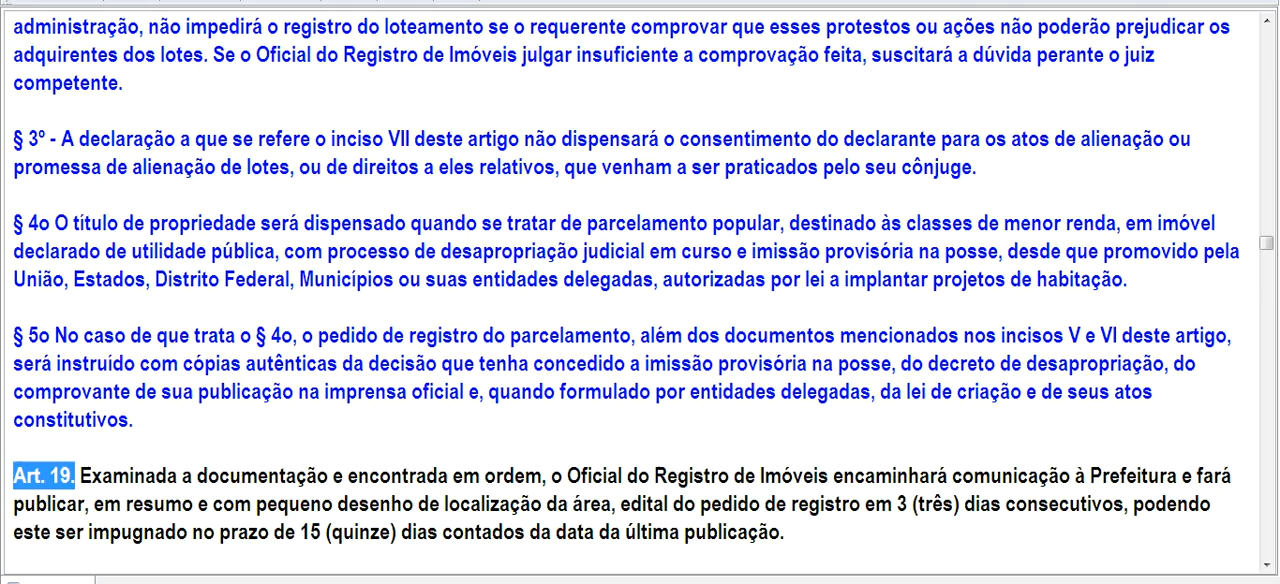 administração, não impedirá o registro do loteamento se o requerente comprovar que esses protestos ou ações não poderão prejudicar os
adquirentes dos lotes. Se o Oficial do Registro de Imóveis julgar insuficiente a comprovação feita, suscitará a dúvida perante o juiz
competente.
§ 3º - A declaração a que se refere o inciso VII deste artigo não dispensará o consentimento do declarante para os atos de alienação ou
promessa de alienação de lotes, ou de direitos a eles relativos, que venham a ser praticados pelo seu cônjuge.
§ 4o O título de propriedade será dispensado quando se tratar de parcelamento popular, destinado às classes de menor renda, em imóvel
declarado de utilidade pública, com processo de desapropriação judicial em curso e imissão provisória na posse, desde que promovido pela
União, Estados, Distrito Federal, Municípios ou suas entidades delegadas, autorizadas por lei a implantar projetos de habitação.
§ 5o No caso de que trata o § 4o, o pedido de registro do parcelamento, além dos documentos mencionados nos incisos V e VI deste artigo,
será instruído com cópias autênticas da decisão que tenha concedido a imissão provisória na posse, do decreto de desapropriação, do
comprovante de sua publicação na imprensa oficial e, quando formulado por entidades delegadas, da lei de criação e de seus atos
constitutivos.
Art. 19. Examinada a documentação e encontrada em ordem, o Oficial do Registro de Imóveis encaminhará comunicação à Prefeitura e fará
publicar, em resumo e com pequeno desenho de localização da área, edital do pedido de registro em 3 (três) dias consecutivos, podendo
este ser impugnado no prazo de 15 (quinze) dias contados da data da última publicação.